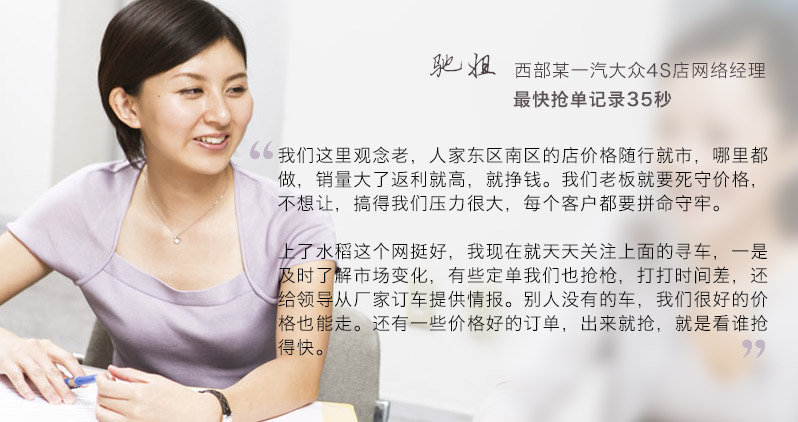 驰姐 西部某一汽大众4S店网络经理
最快抢单记录35秒
“我们这里观念老，人家东区南区的店价格随行就市，哪里都
做，销量大了返利就高，就挣钱。我们老板就要死守价格，
不想让，搞得我们压力很大，每个客户都要拼命守牢。
上了水稻这个网挺好，我现在就天天关注上面的寻车，一是
及时了解市场变化，有些定单我们也抢枪，打打时间差，还
给领导从厂家订车提供情报。别人没有的车，我们很好的价
格也能走。还有一些价格好的订单，出来就抢，就是看谁抢
得快。”